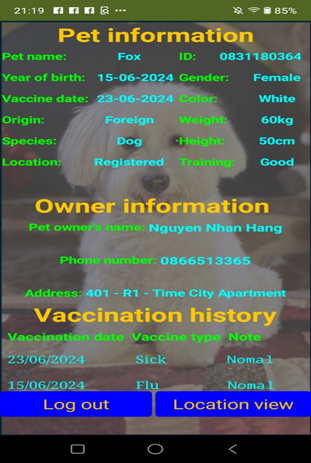 21:19 85%
Pet information
Pet name: Fox ID: 0831180364
Year of birth: 15-06-2024 Gender: Female
Vaccine date: 23-06-2024 Color: White
Origin: Foreign Weight: 60kg
Species: Dog Height: 50cm
Location: Registered Training: Good
Owner information
Pet owner's name: Nguyen Nhan Hang
Phone number: 0866513365
Address: 401 - R1 - Time City Apartment
Vaccination history
Vaccination date Vaccine type Note
23/06/2024 Sick Nomal
15/06/2024 Flu Nomal
Log out Location view